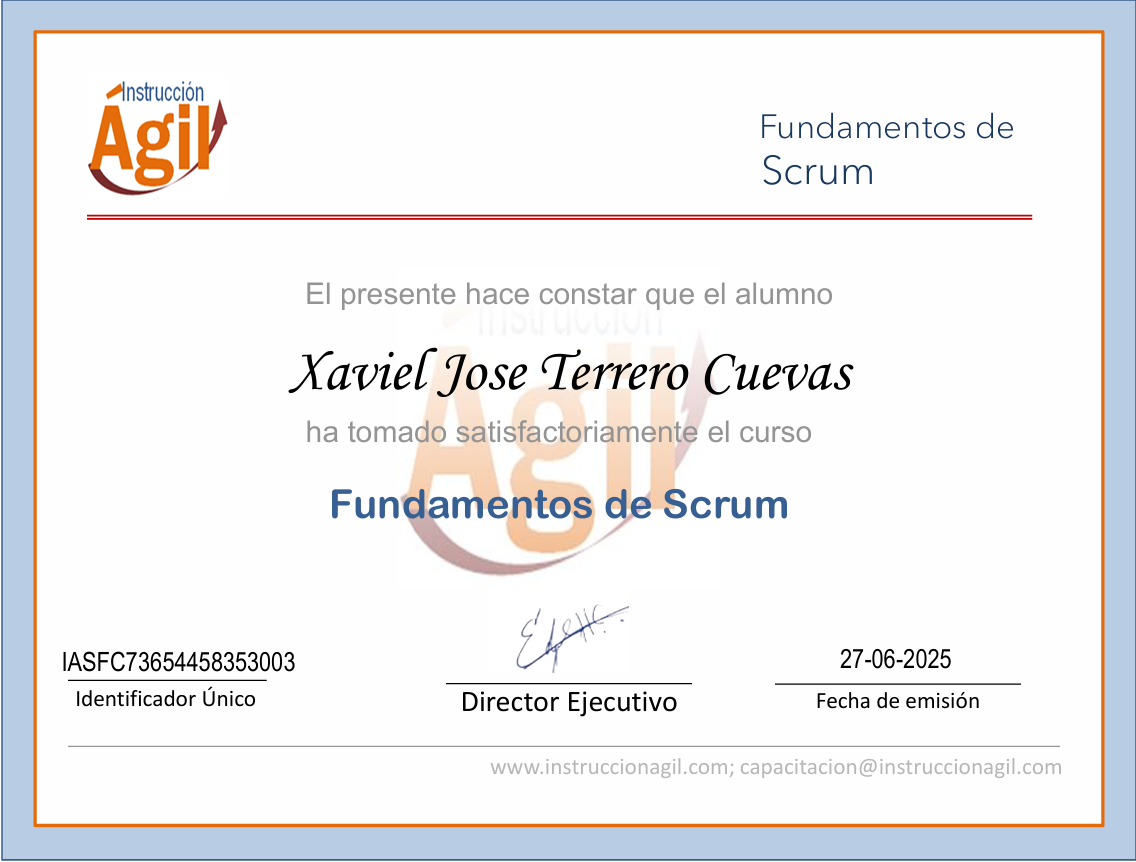 Instrucción
Ágil
Fundamentos de
Scrum
El presente hace constar que el alumno
Instrucción
Ágil
Xaviel Jose Terrero Cuevas
ha tomado satisfactoriamente el curso
Fundamentos de Scrum
IASFC73654458353003
Identificador Único
Director Ejecutivo
27-06-2025
Fecha de emisión
www.instruccionagil.com; capacitacion@instruccionagil.com